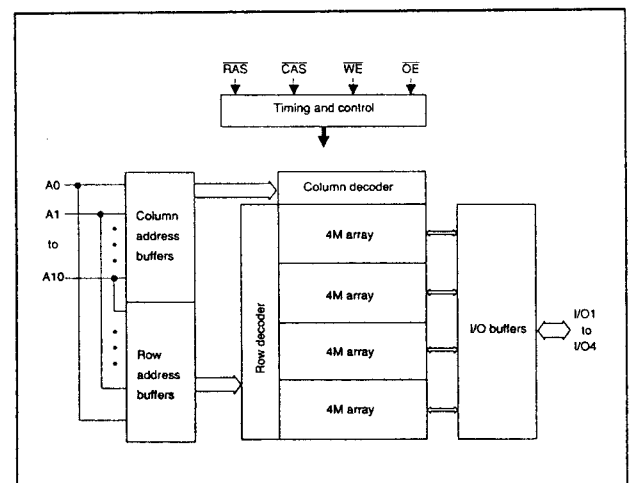 RAS CAS WE OE
Timing and control
Column decoder
A0
A1
to
A10
Column
address
buffers
Row
address
buffers
Row decoder
4M array
4M array
4M array
4M array
I/O buffers
I/O1
to
I/O4